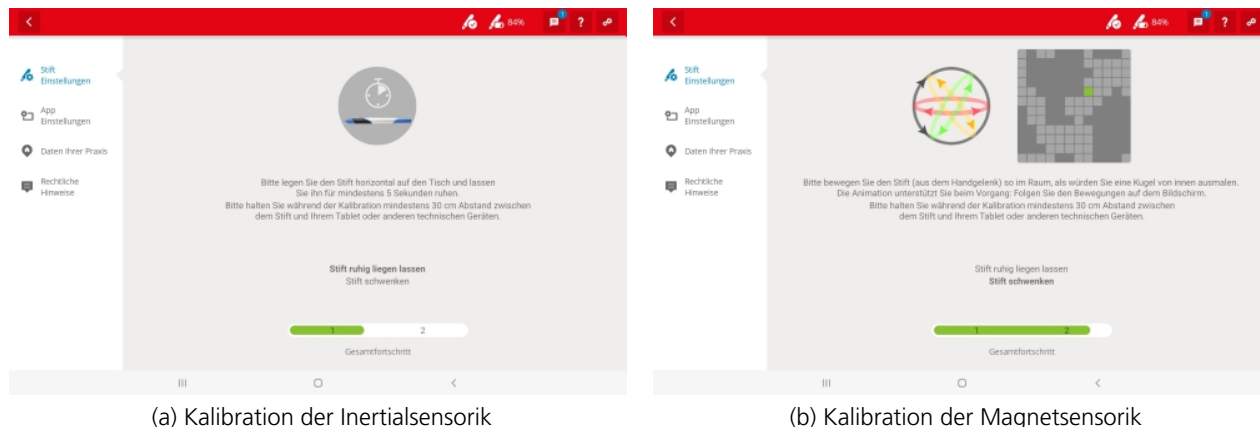 84%
1
?
Stift
Einstellungen
App
Einstellungen
Daten Ihrer Praxis
Rechtliche
Hinweise
Bitte legen Sie den Stift horizontal auf den Tisch und lassen
Sie ihn für mindestens 5 Sekunden ruhen.
Bitte halten Sie während der Kalibration mindestens 30 cm Abstand zwischen
dem Stift und Ihrem Tablet oder anderen technischen Geräten.
Stift ruhig liegen lassen
Stift schwenken
1 2
Gesamtfortschritt
(a) Kalibration der Inertialsensorik
84%
1
?
Stift
Einstellungen
App
Einstellungen
Daten Ihrer Praxis
Rechtliche
Hinweise
Bitte bewegen Sie den Stift (aus dem Handgelenk) so im Raum, als würden Sie eine Kugel von innen ausmalen.
Die Animation unterstützt Sie beim Vorgang: Folgen Sie den Bewegungen auf dem Bildschirm.
Bitte halten Sie während der Kalibration mindestens 30 cm Abstand zwischen
dem Stift und Ihrem Tablet oder anderen technischen Geräten.
Stift ruhig liegen lassen
Stift schwenken
1 2
Gesamtfortschritt
(b) Kalibration der Magnetsensorik